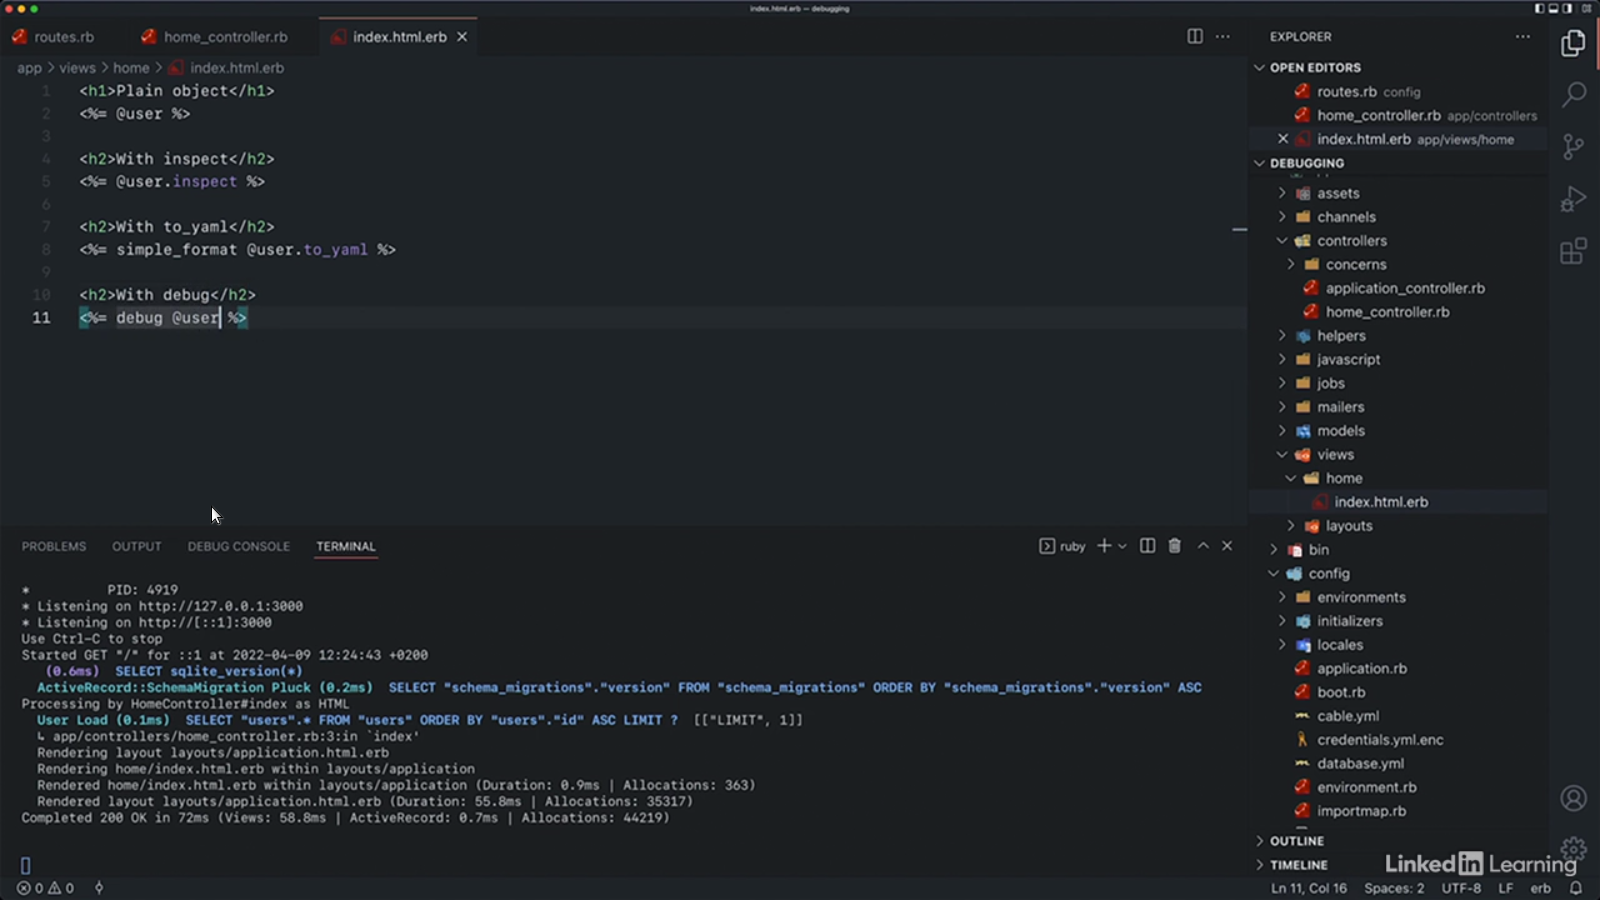 index.html.erb — debugging
routes.rb
home_controller.rb
index.html.erb
app > views > home > index.html.erb
1 <h1>Plain object</h1>
2 <%= @user %>
3
4 <h2>With inspect</h2>
5 <%= @user.inspect %>
6
7 <h2>With to_yaml</h2>
8 <%= simple_format @user.to_yaml %>
9
10 <h2>With debug</h2>
11 <%= debug @user %>
PROBLEMS OUTPUT DEBUG CONSOLE TERMINAL
ruby
* PID: 4919
* Listening on http://127.0.0.1:3000
* Listening on http://[::1]:3000
Use Ctrl-C to stop
Started GET "/" for ::1 at 2022-04-09 12:24:43 +0200
(0.6ms) SELECT sqlite_version(*)
ActiveRecord::SchemaMigration Pluck (0.2ms) SELECT "schema_migrations"."version" FROM "schema_migrations" ORDER BY "schema_migrations"."version" ASC
Processing by HomeController#index as HTML
User Load (0.1ms) SELECT "users".* FROM "users" ORDER BY "users"."id" ASC LIMIT ? [["LIMIT", 1]]
↳ app/controllers/home_controller.rb:3:in `index'
Rendering layout layouts/application.html.erb
Rendering home/index.html.erb within layouts/application
Rendered home/index.html.erb within layouts/application (Duration: 0.9ms | Allocations: 363)
Rendered layout layouts/application.html.erb (Duration: 55.8ms | Allocations: 35317)
Completed 200 OK in 72ms (Views: 58.8ms | ActiveRecord: 0.7ms | Allocations: 44219)
EXPLORER
OPEN EDITORS
routes.rb config
home_controller.rb app/controllers
index.html.erb app/views/home
DEBUGGING
assets
channels
controllers
concerns
application_controller.rb
home_controller.rb
helpers
javascript
jobs
mailers
models
views
home
index.html.erb
layouts
bin
config
environments
initializers
locales
application.rb
boot.rb
cable.yml
credentials.yml.enc
database.yml
environment.rb
importmap.rb
OUTLINE
TIMELINE
LinkedIn Learning
0 0
Ln 11, Col 16 Spaces: 2 UTF-8 LF erb